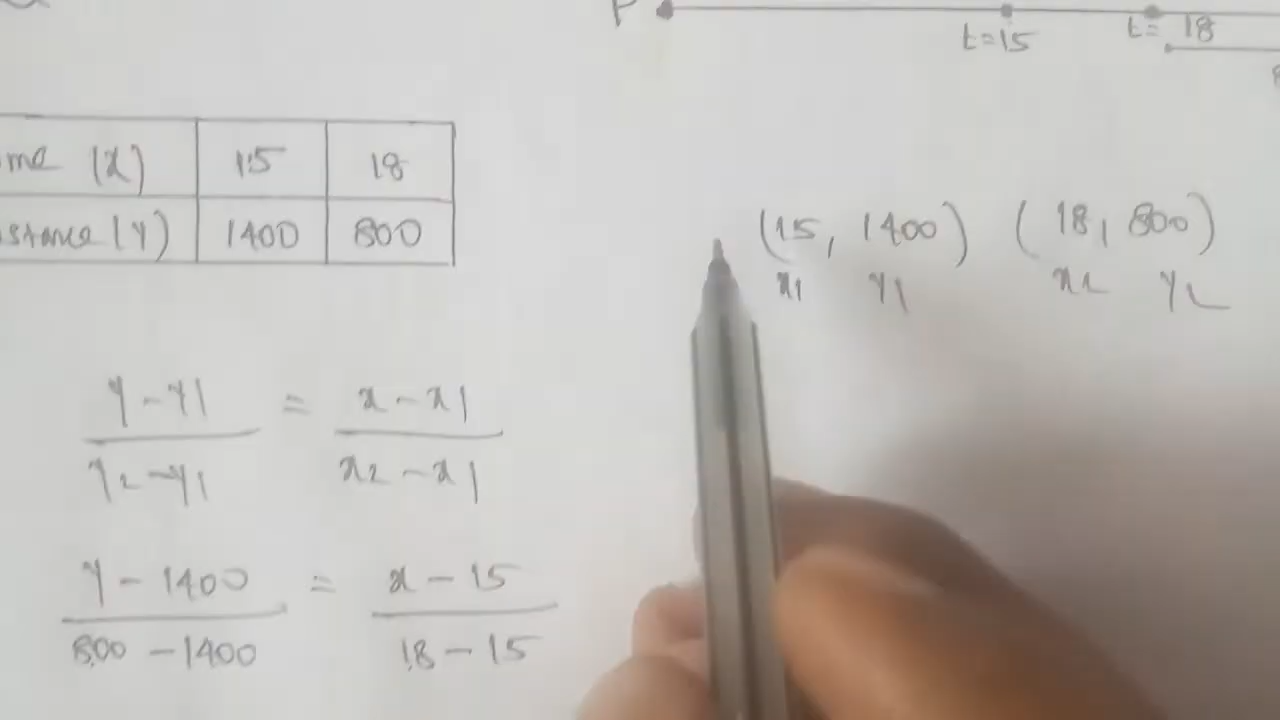 P
t=15 t= 18
me (x) 15 18
stance (y) 1400 800
(15, 1400) (18, 800)
x1 y1 x2 y2
y - y1 = x - x1
y2 - y1 x2 - x1
y - 1400 = x - 15
800 - 1400 18 - 15